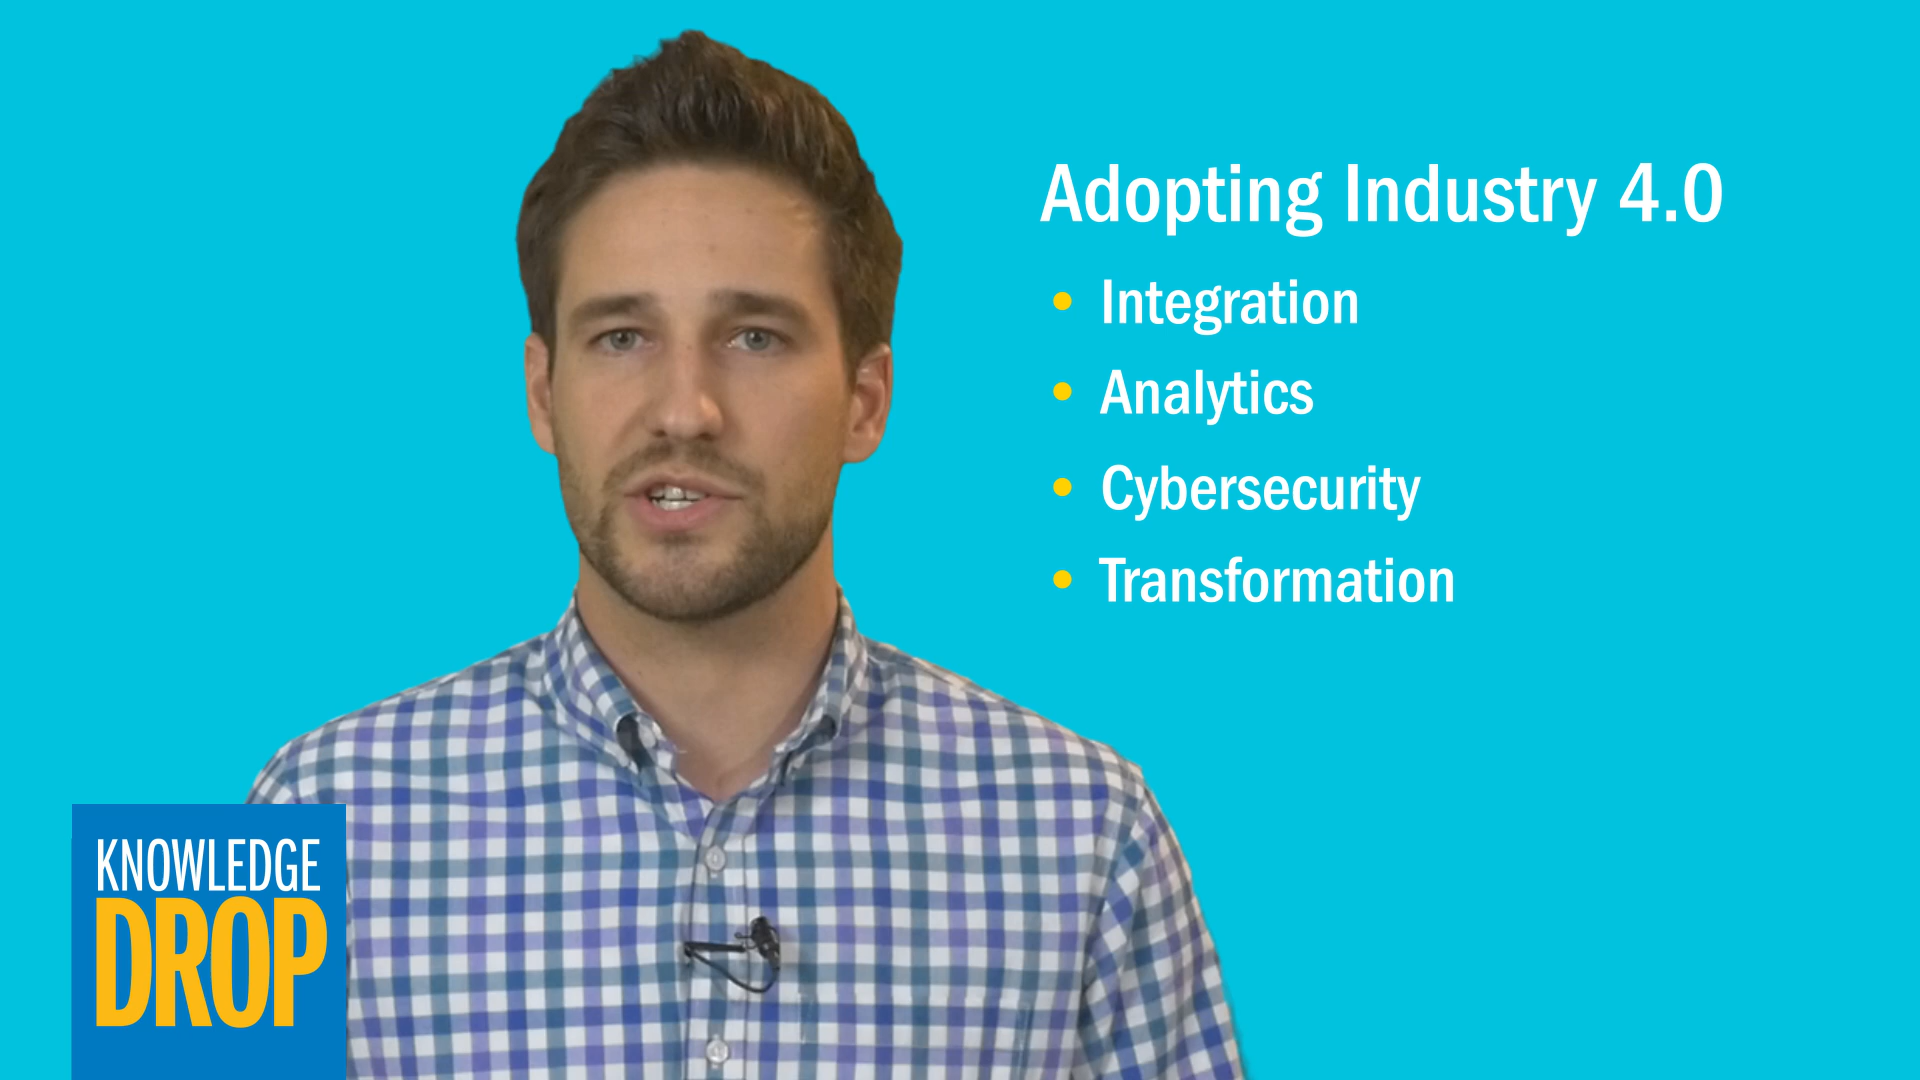 Adopting Industry 4.0
Integration
Analytics
Cybersecurity
Transformation
KNOWLEDGE
DROP